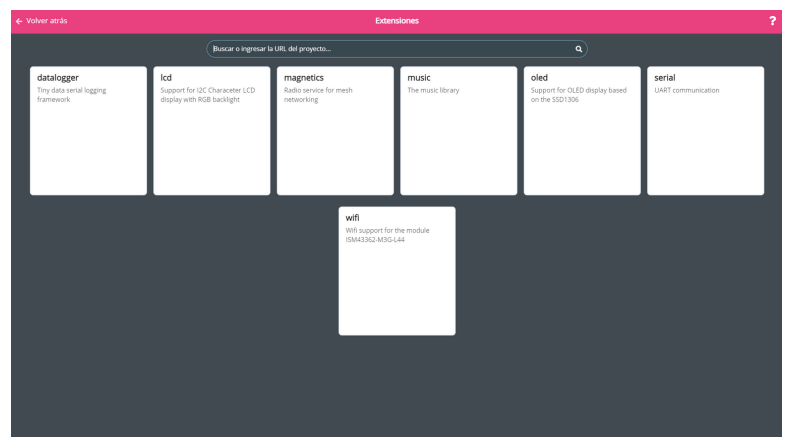 Volver atrás
Extensiones
?
Buscar o ingresar la URL del proyecto...
datalogger
Tiny data serial logging
framework
lcd
Support for I2C Characeter LCD
display with RGB backlight
magnetics
Radio service for mesh
networking
music
The music library
oled
Support for OLED display based
on the SSD1306
serial
UART communication
wifi
Wifi support for the module
ISM43362-M3G-L44